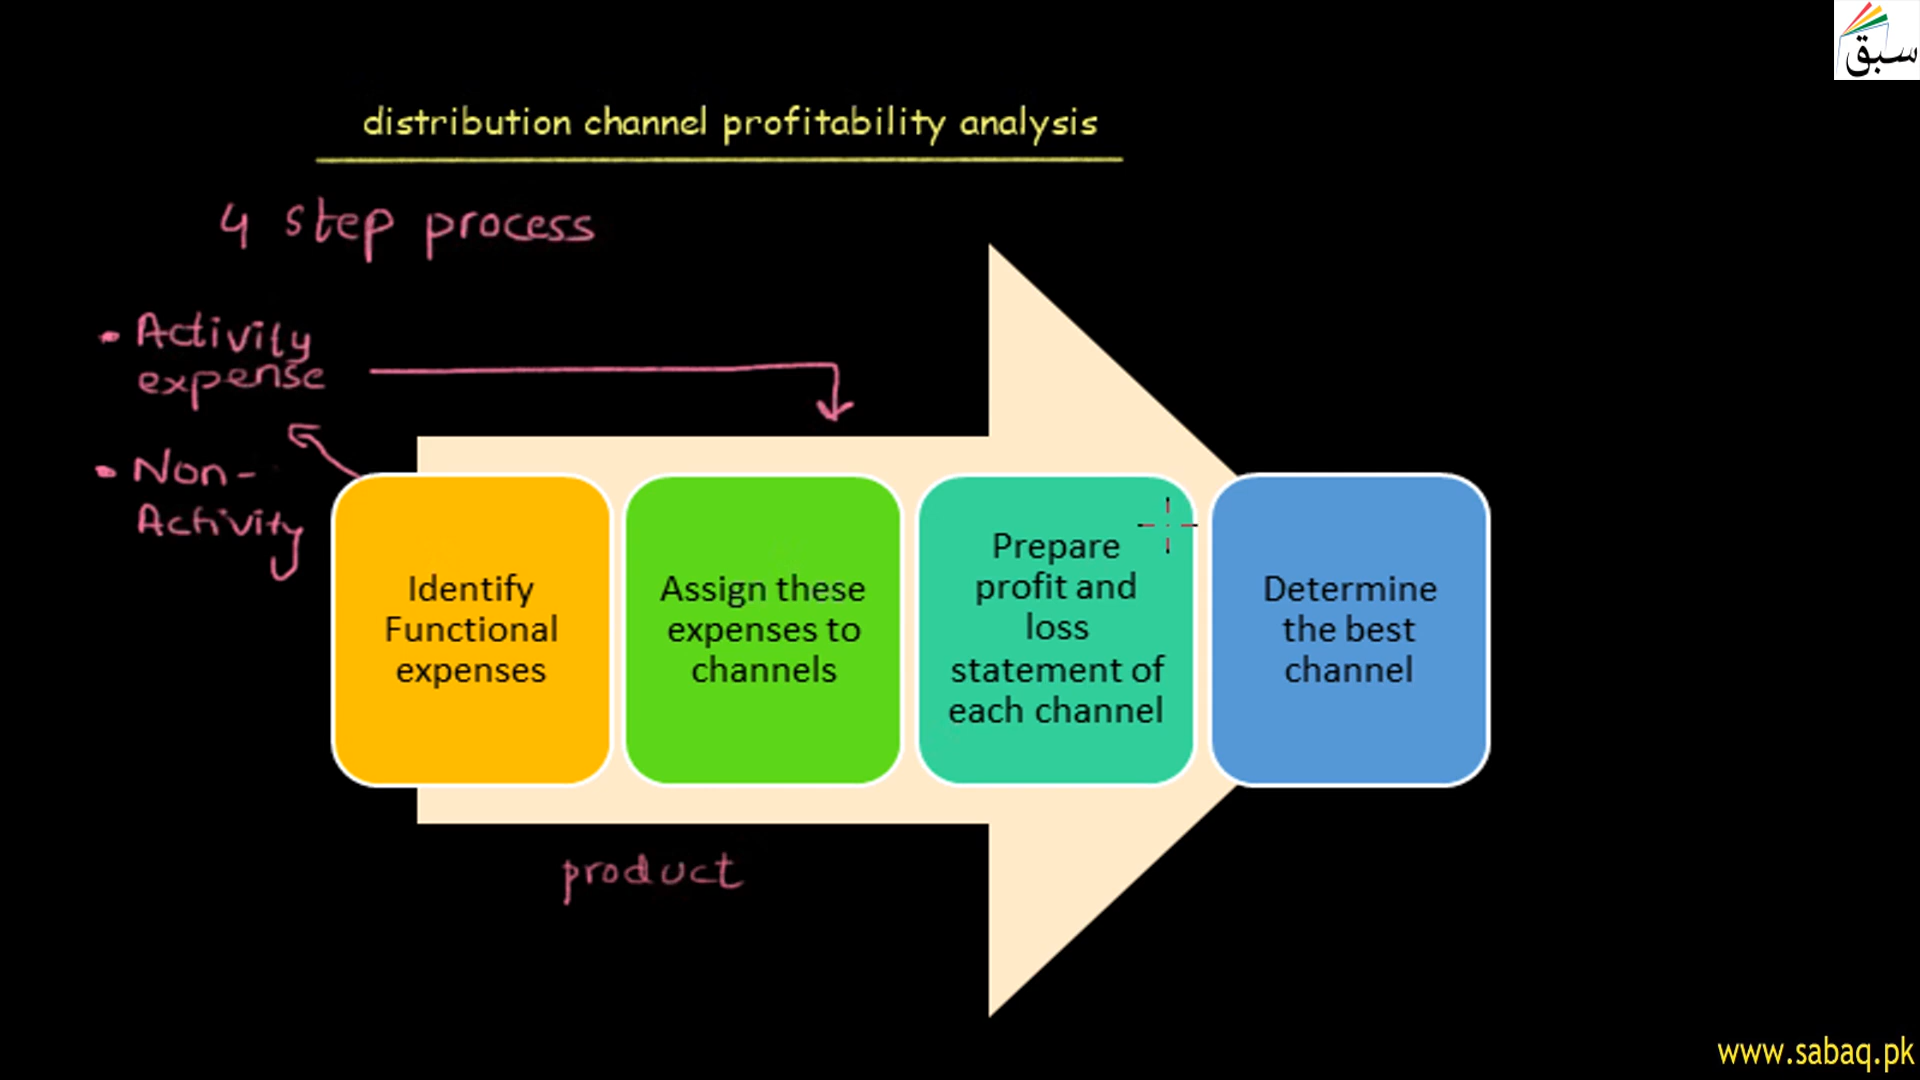 سبق
distribution channel profitability analysis
4 step process
• Activity
expense
• Non-
Activity
Identify
Functional
expenses
Assign these
expenses to
channels
Prepare
profit and
loss
statement of
each channel
Determine
the best
channel
product
www.sabaq.pk